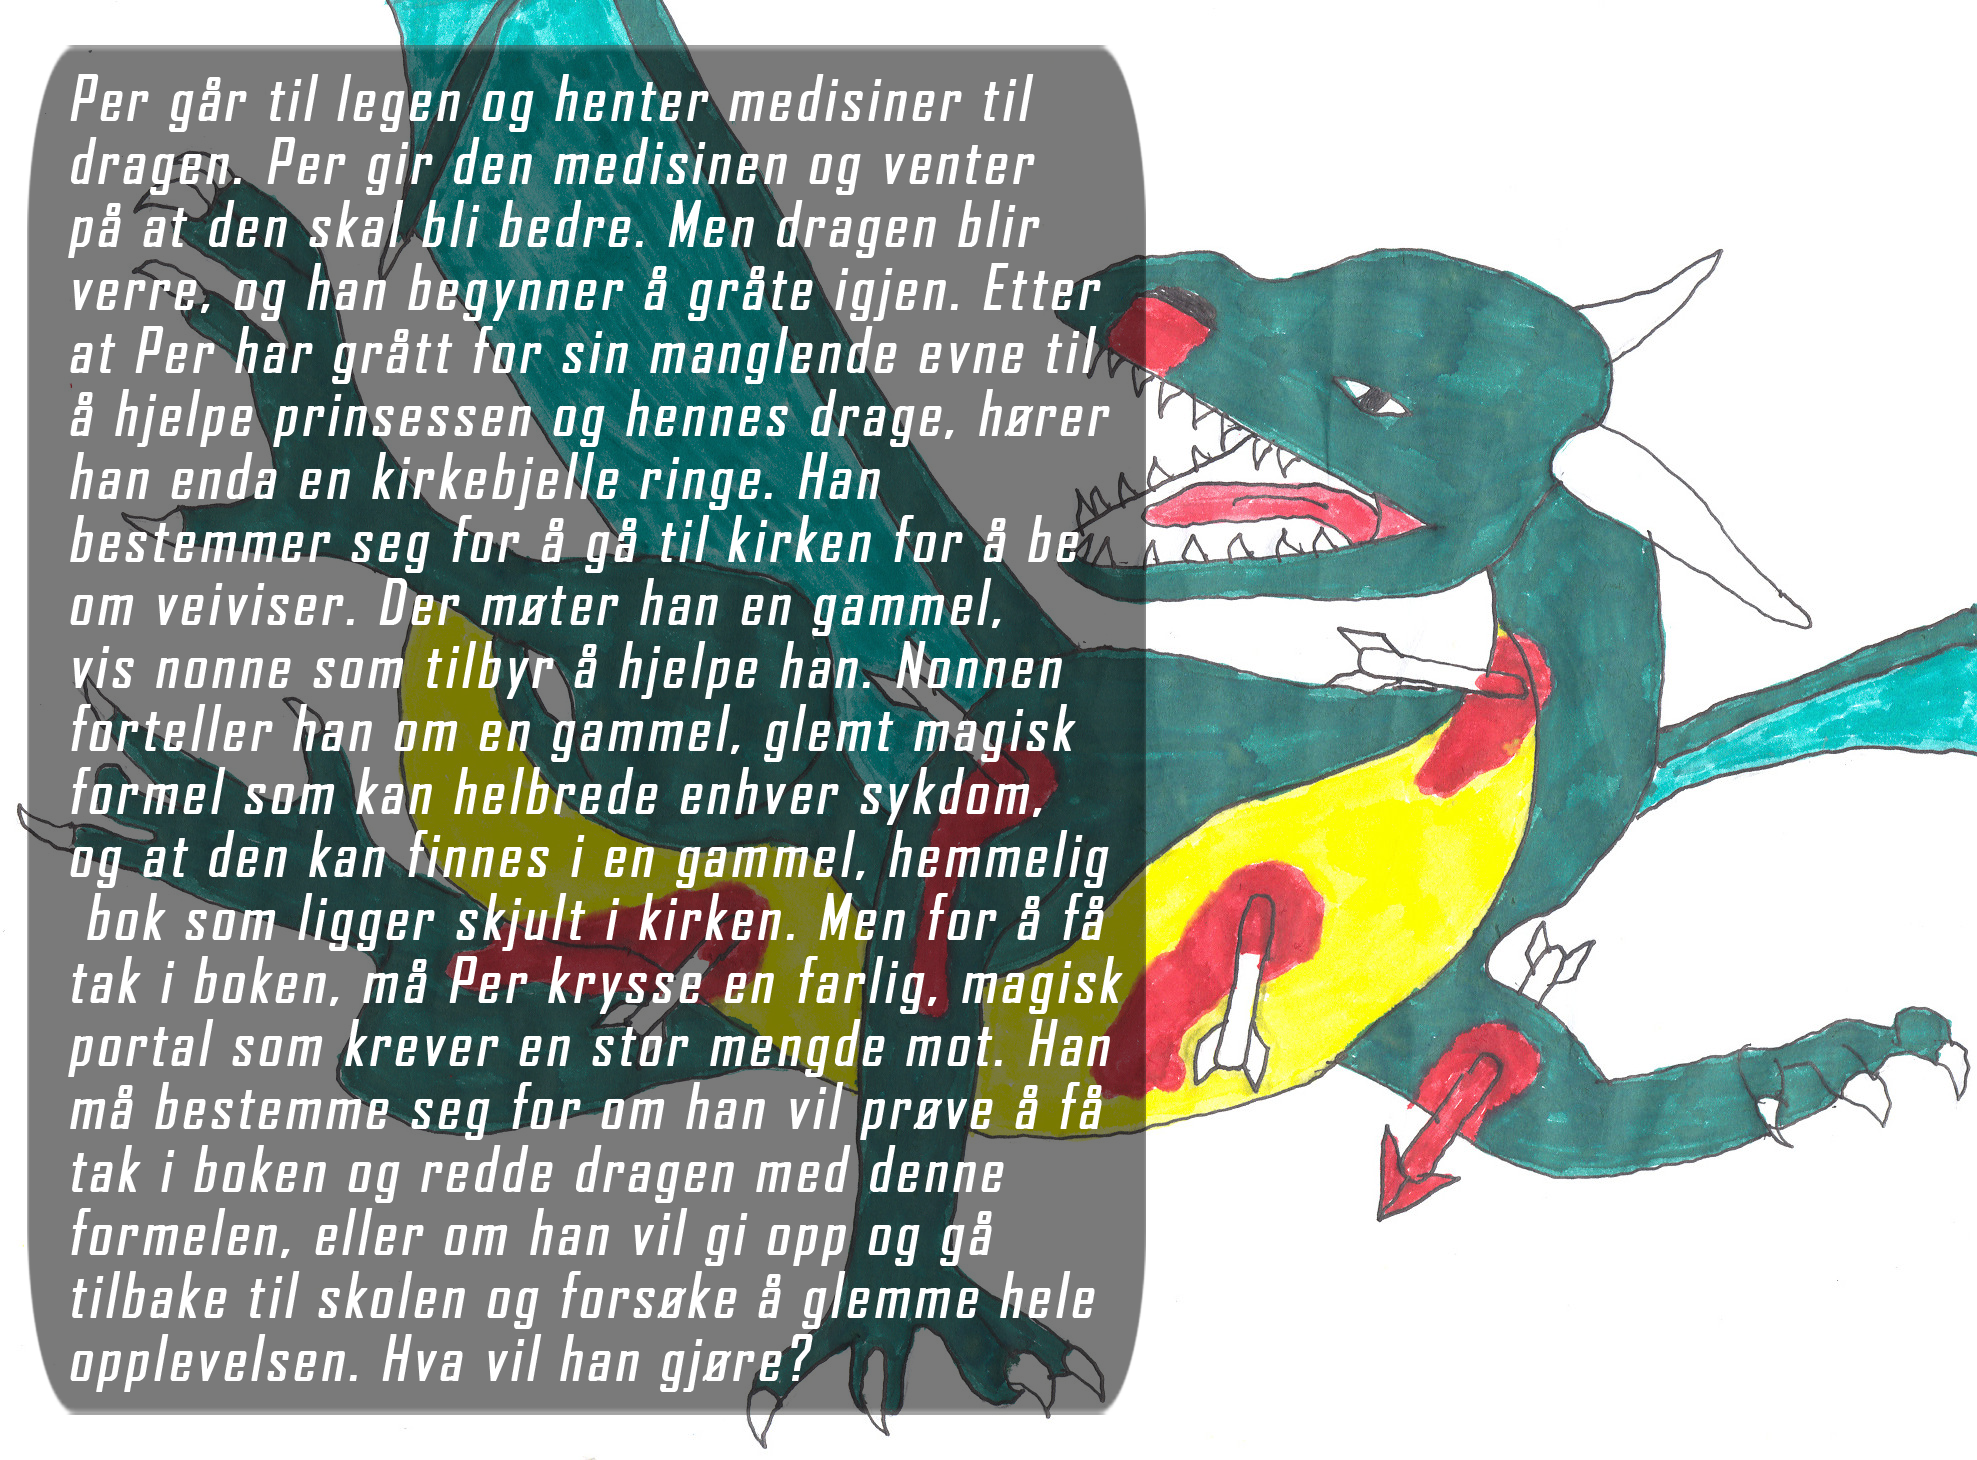 Per går til legen og henter medisiner til
dragen. Per gir den medisinen og venter
på at den skal bli bedre. Men dragen blir
verre, og han begynner å gråte igjen. Etter
at Per har grått for sin manglende evne til
å hjelpe prinsessen og hennes drage, hører
han enda en kirkebjelle ringe. Han
bestemmer seg for å gå til kirken for å be
om veiviser. Der møter han en gammel,
vis nonne som tilbyr å hjelpe han. Nonnen
forteller han om en gammel, glemt magisk
formel som kan helbrede enhver sykdom,
og at den kan finnes i en gammel, hemmelig
bok som ligger skjult i kirken. Men for å få
tak i boken, må Per krysse en farlig, magisk
portal som krever en stor mengde mot. Han
må bestemme seg for om han vil prøve å få
tak i boken og redde dragen med denne
formelen, eller om han vil gi opp og gå
tilbake til skolen og forsøke å glemme hele
opplevelsen. Hva vil han gjøre?